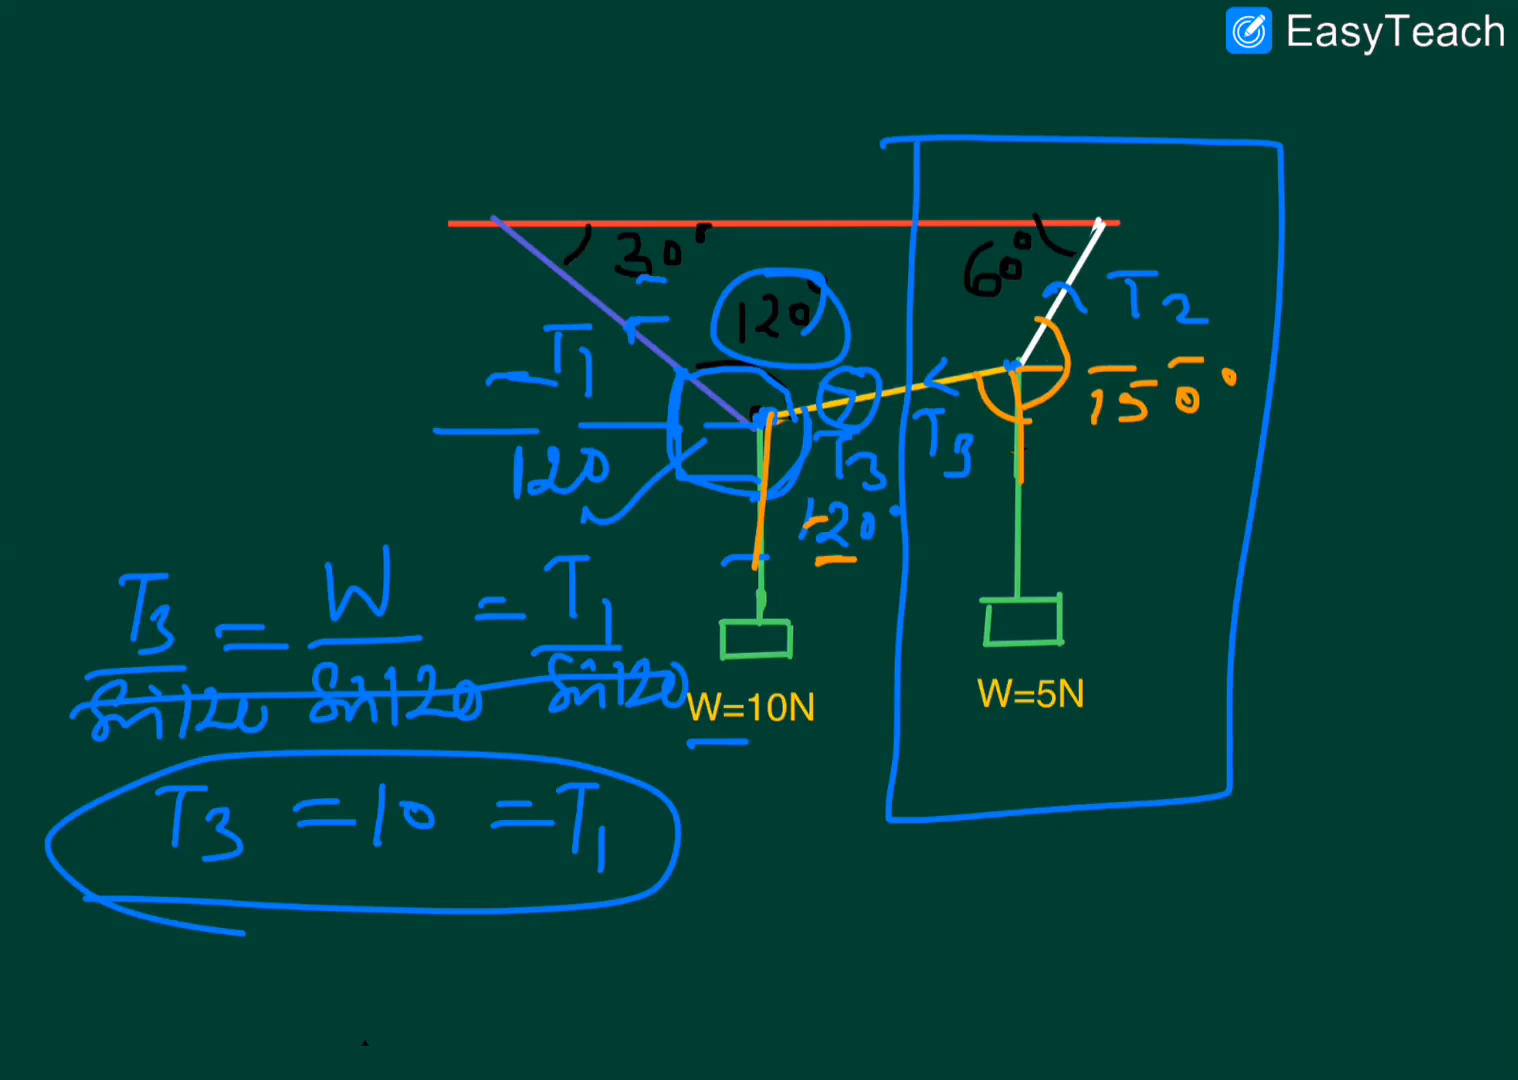 EasyTeach
30°
60°
120°
T1
T2
150°
120
T3
T3
120°
T3/Sin120 = W/Sin120 = T1/Sin120
W=10N
W=5N
T3 = 10 = T1